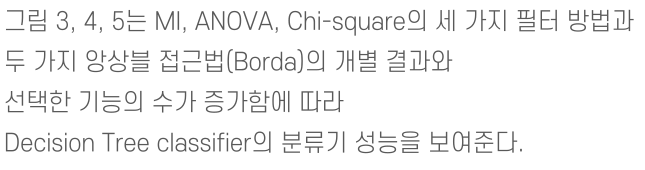 그림 3, 4, 5는 MI, ANOVA, Chi-square의 세 가지 필터 방법과
두 가지 앙상블 접근법(Borda)의 개별 결과와
선택한 기능의 수가 증가함에 따라
Decision Tree classifier의 분류기 성능을 보여준다.